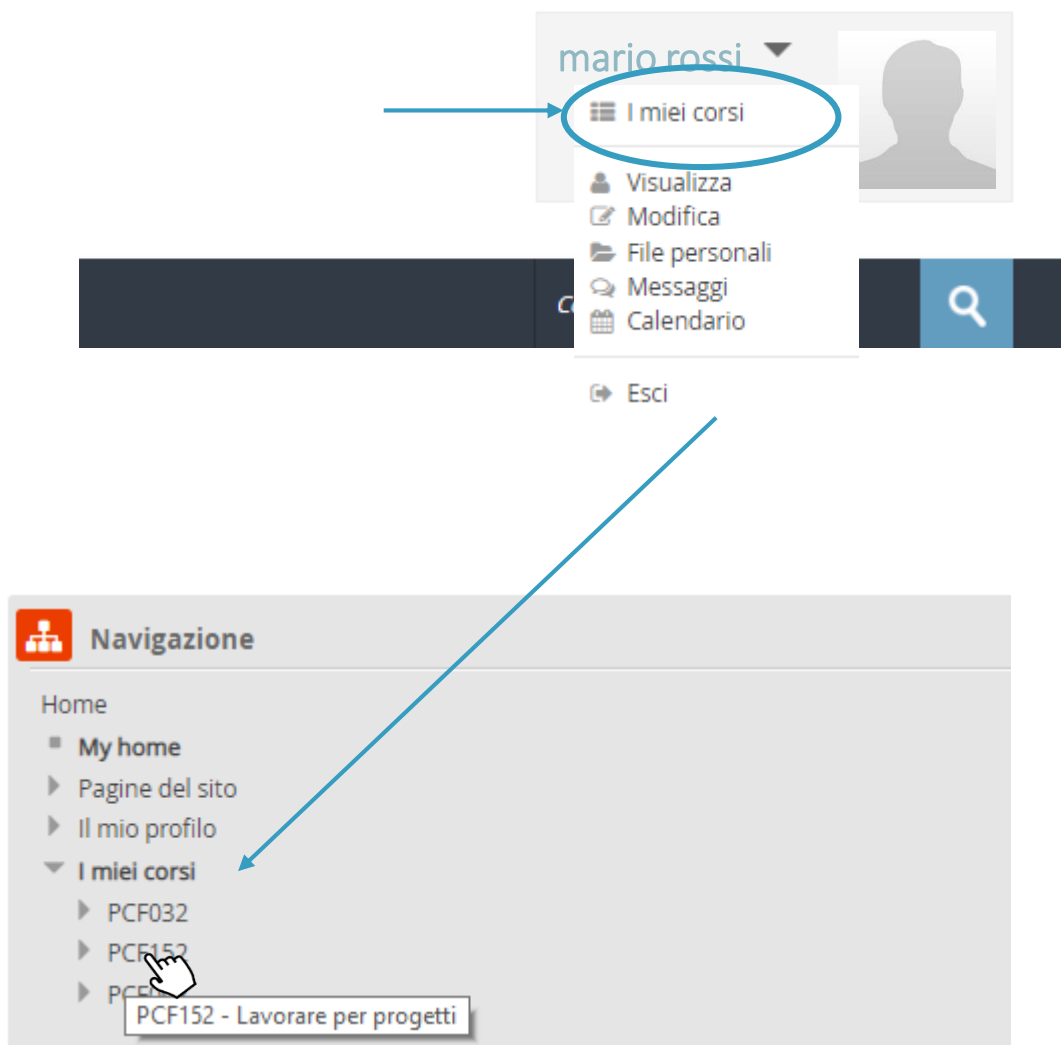 mario rossi
I miei corsi
Visualizza
Modifica
File personali
Messaggi
Calendario
Esci
Navigazione
Home
My home
Pagine del sito
Il mio profilo
I miei corsi
PCF032
PCF152
PCF152 - Lavorare per progetti